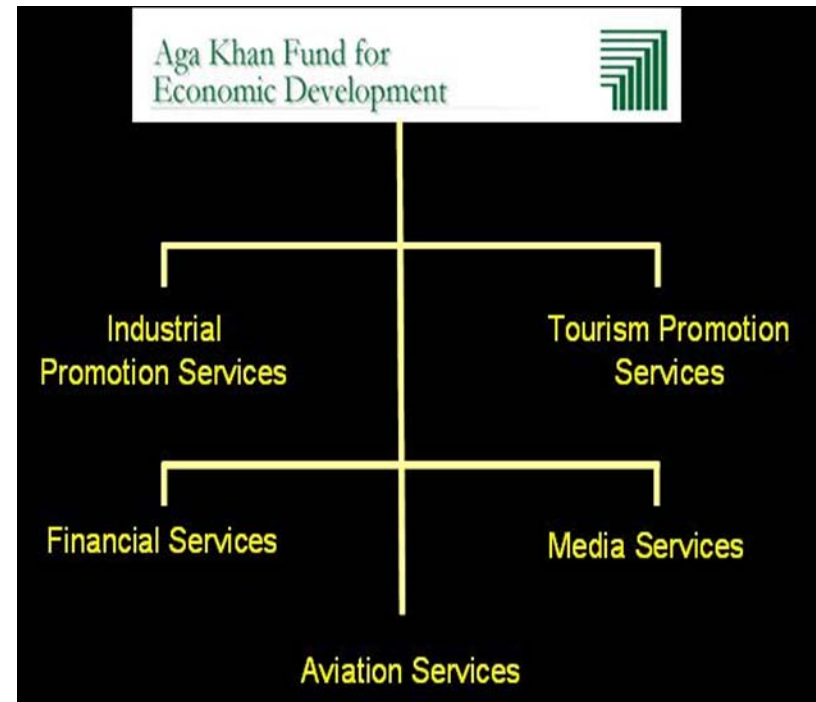 Aga Khan Fund for
Economic Development
Industrial
Promotion Services
Tourism Promotion
Services
Financial Services
Media Services
Aviation Services